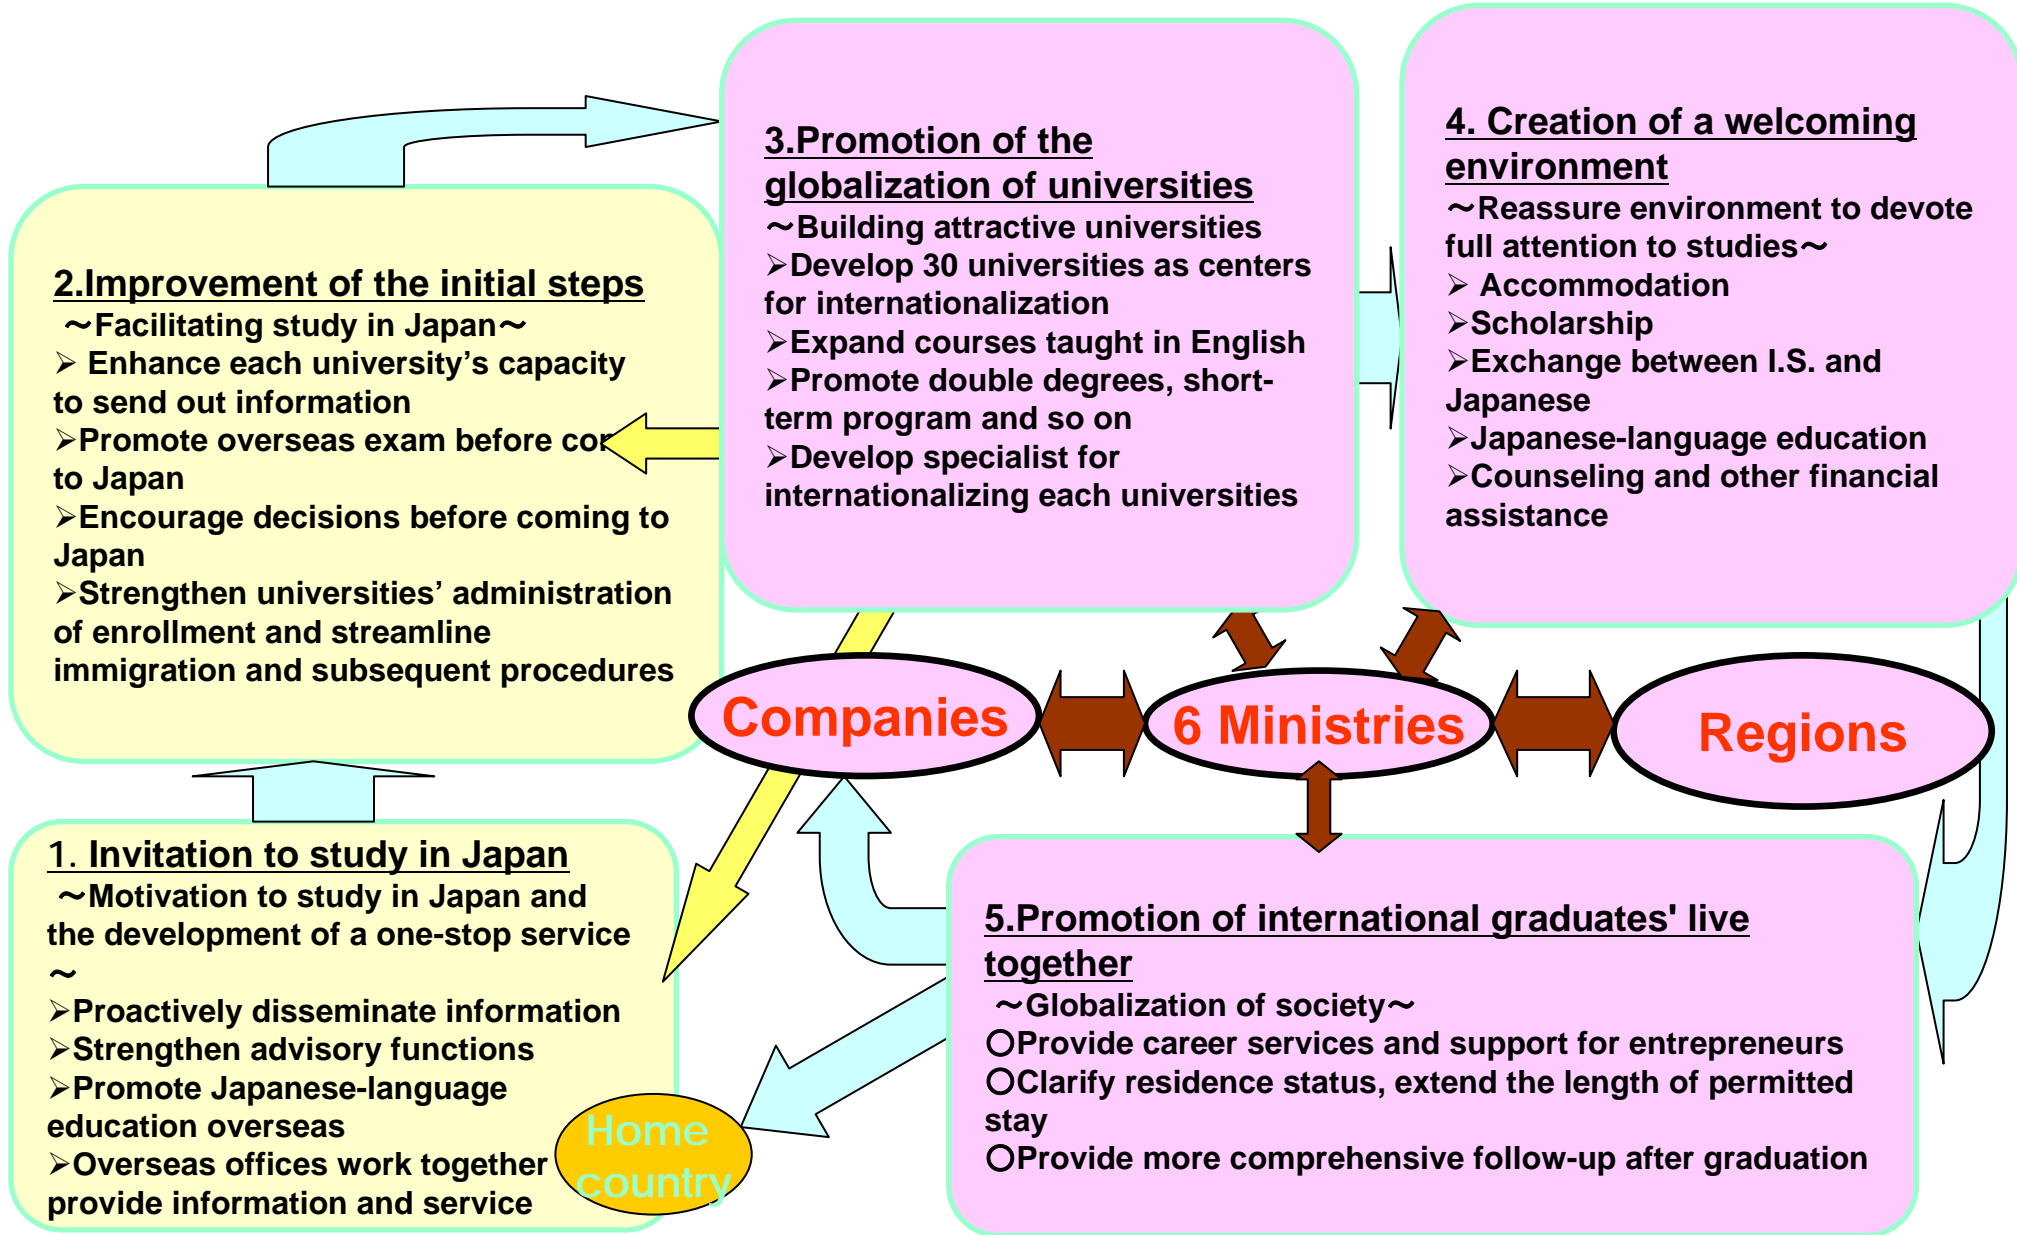 1. Invitation to study in Japan
～Motivation to study in Japan and
the development of a one-stop service
～
➢Proactively disseminate information
➢Strengthen advisory functions
➢Promote Japanese-language
education overseas
➢Overseas offices work together
provide information and service
2.Improvement of the initial steps
～Facilitating study in Japan～
➢ Enhance each university’s capacity
to send out information
➢Promote overseas exam before
to Japan
➢Encourage decisions before coming to
Japan
➢Strengthen universities’ administration
of enrollment and streamline
immigration and subsequent procedures
3.Promotion of the
globalization of universities
～Building attractive universities
➢Develop 30 universities as centers
for internationalization
➢Expand courses taught in English
➢Promote double degrees, short-
term program and so on
➢Develop specialist for
internationalizing each universities
4. Creation of a welcoming
environment
～Reassure environment to devote
full attention to studies～
➢ Accommodation
➢Scholarship
➢Exchange between I.S. and
Japanese
➢Japanese-language education
➢Counseling and other financial
assistance
Companies
6 Ministries
Regions
5.Promotion of international graduates' live
together
～Globalization of society～
○Provide career services and support for entrepreneurs
○Clarify residence status, extend the length of permitted
stay
○Provide more comprehensive follow-up after graduation
Home
country